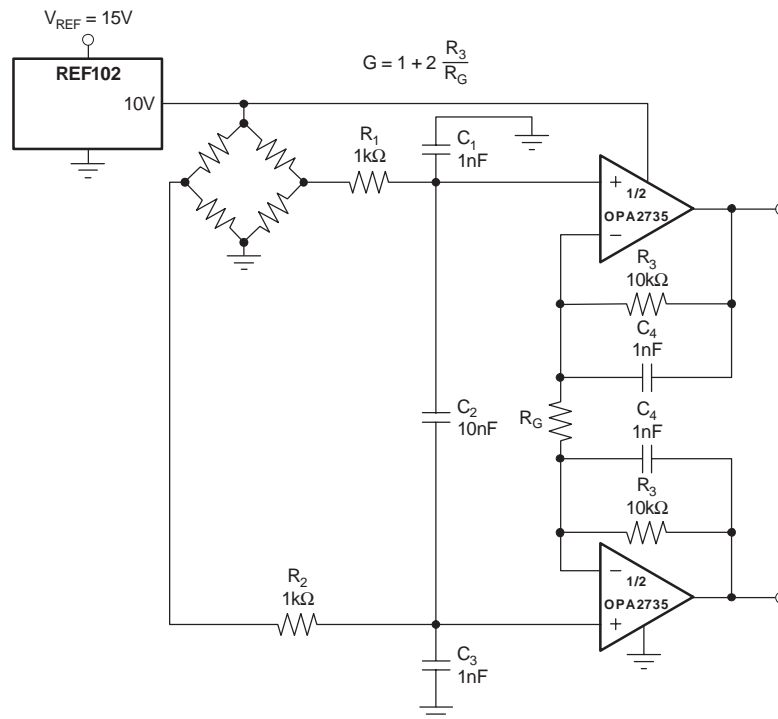 VREF = 15V
REF102
10V
G = 1 + 2 R3/RG
R1
1kΩ
C1
1nF
+
1/2
OPA2735
−
R3
10kΩ
C4
1nF
RG
C2
10nF
C4
1nF
R3
10kΩ
R2
1kΩ
−
1/2
OPA2735
+
C3
1nF